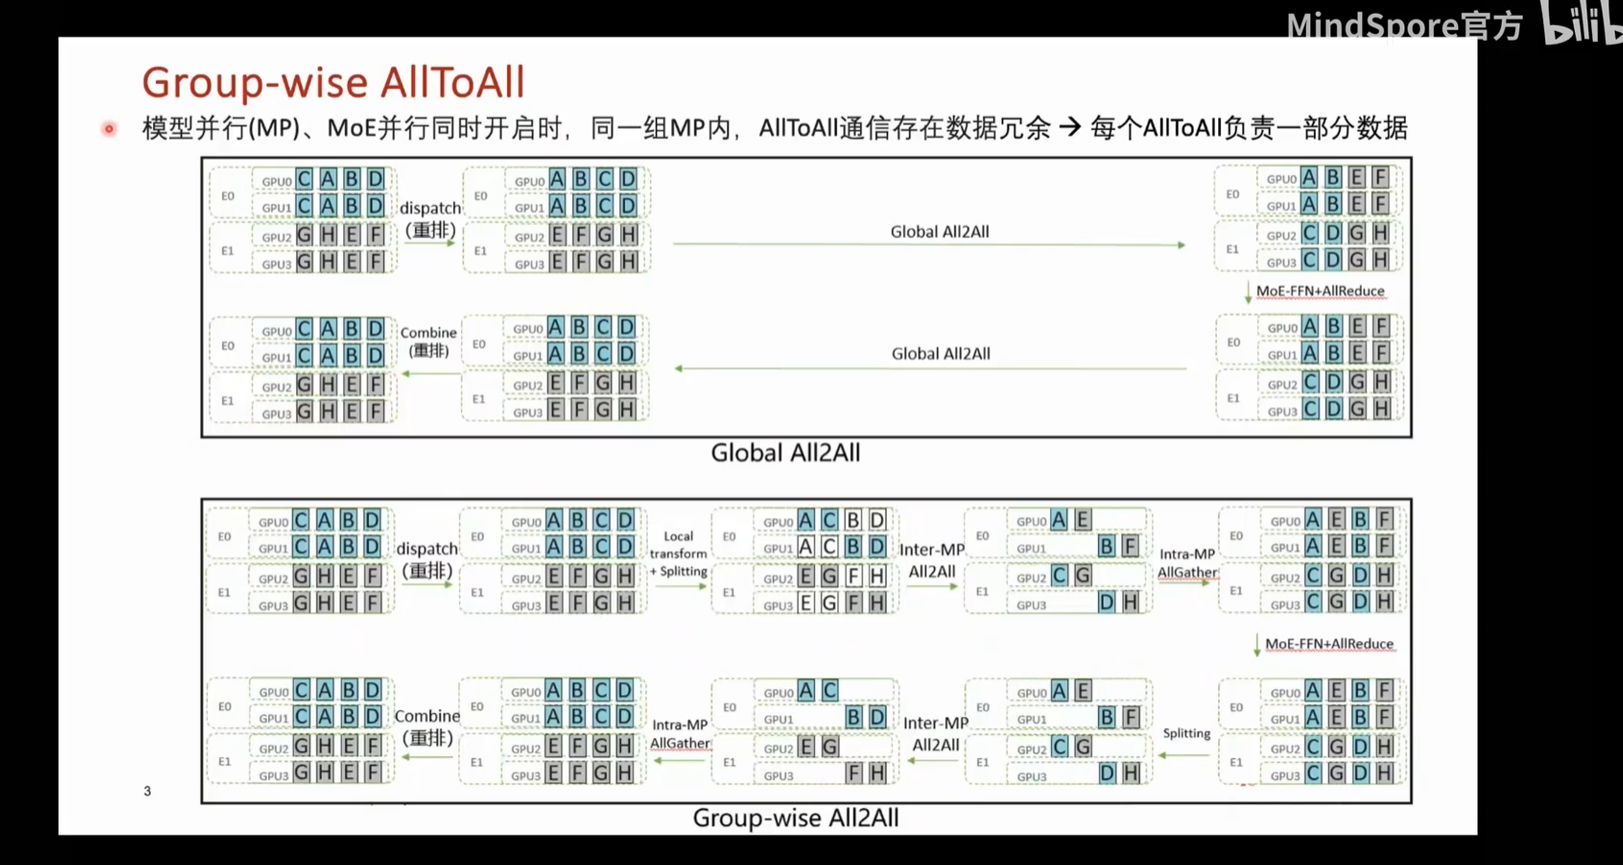 MindSpore官方 bilib
Group-wise AllToAll
模型并行(MP)、MoE并行同时开启时，同一组MP内，AllToAll通信存在数据冗余 → 每个AllToAll负责一部分数据
E0 GPU0 C A B D
GPU1 C A B D
E1 GPU2 G H E F
GPU3 G H E F
dispatch
(重排)
E0 GPU0 A B C D
GPU1 A B C D
E1 GPU2 E F G H
GPU3 E F G H
Global All2All
E0 GPU0 A B E F
GPU1 A B E F
E1 GPU2 C D G H
GPU3 C D G H
MoE-FFN+AllReduce
E0 GPU0 C A B D
GPU1 C A B D
E1 GPU2 G H E F
GPU3 G H E F
Combine
(重排)
E0 GPU0 A B C D
GPU1 A B C D
E1 GPU2 E F G H
GPU3 E F G H
Global All2All
E0 GPU0 A B E F
GPU1 A B E F
E1 GPU2 C D G H
GPU3 C D G H
Global All2All
E0 GPU0 C A B D
GPU1 C A B D
E1 GPU2 G H E F
GPU3 G H E F
dispatch
(重排)
E0 GPU0 A B C D
GPU1 A B C D
E1 GPU2 E F G H
GPU3 E F G H
Local
transform
+ Splitting
E0 GPU0 A C B D
GPU1 A C B D
E1 GPU2 E G F H
GPU3 E G F H
Inter-MP
All2All
E0 GPU0 A E
GPU1 B F
E1 GPU2 C G
GPU3 D H
Intra-MP
AllGather
E0 GPU0 A E B F
GPU1 A E B F
E1 GPU2 C G D H
GPU3 C G D H
MoE-FFN+AllReduce
E0 GPU0 C A B D
GPU1 C A B D
E1 GPU2 G H E F
GPU3 G H E F
Combine
(重排)
E0 GPU0 A B C D
GPU1 A B C D
E1 GPU2 E F G H
GPU3 E F G H
Intra-MP
AllGather
E0 GPU0 A C
GPU1 B D
E1 GPU2 E G
GPU3 F H
Inter-MP
All2All
E0 GPU0 A E
GPU1 B F
E1 GPU2 C G
GPU3 D H
Splitting
E0 GPU0 A E B F
GPU1 A E B F
E1 GPU2 C G D H
GPU3 C G D H
3
Group-wise All2All